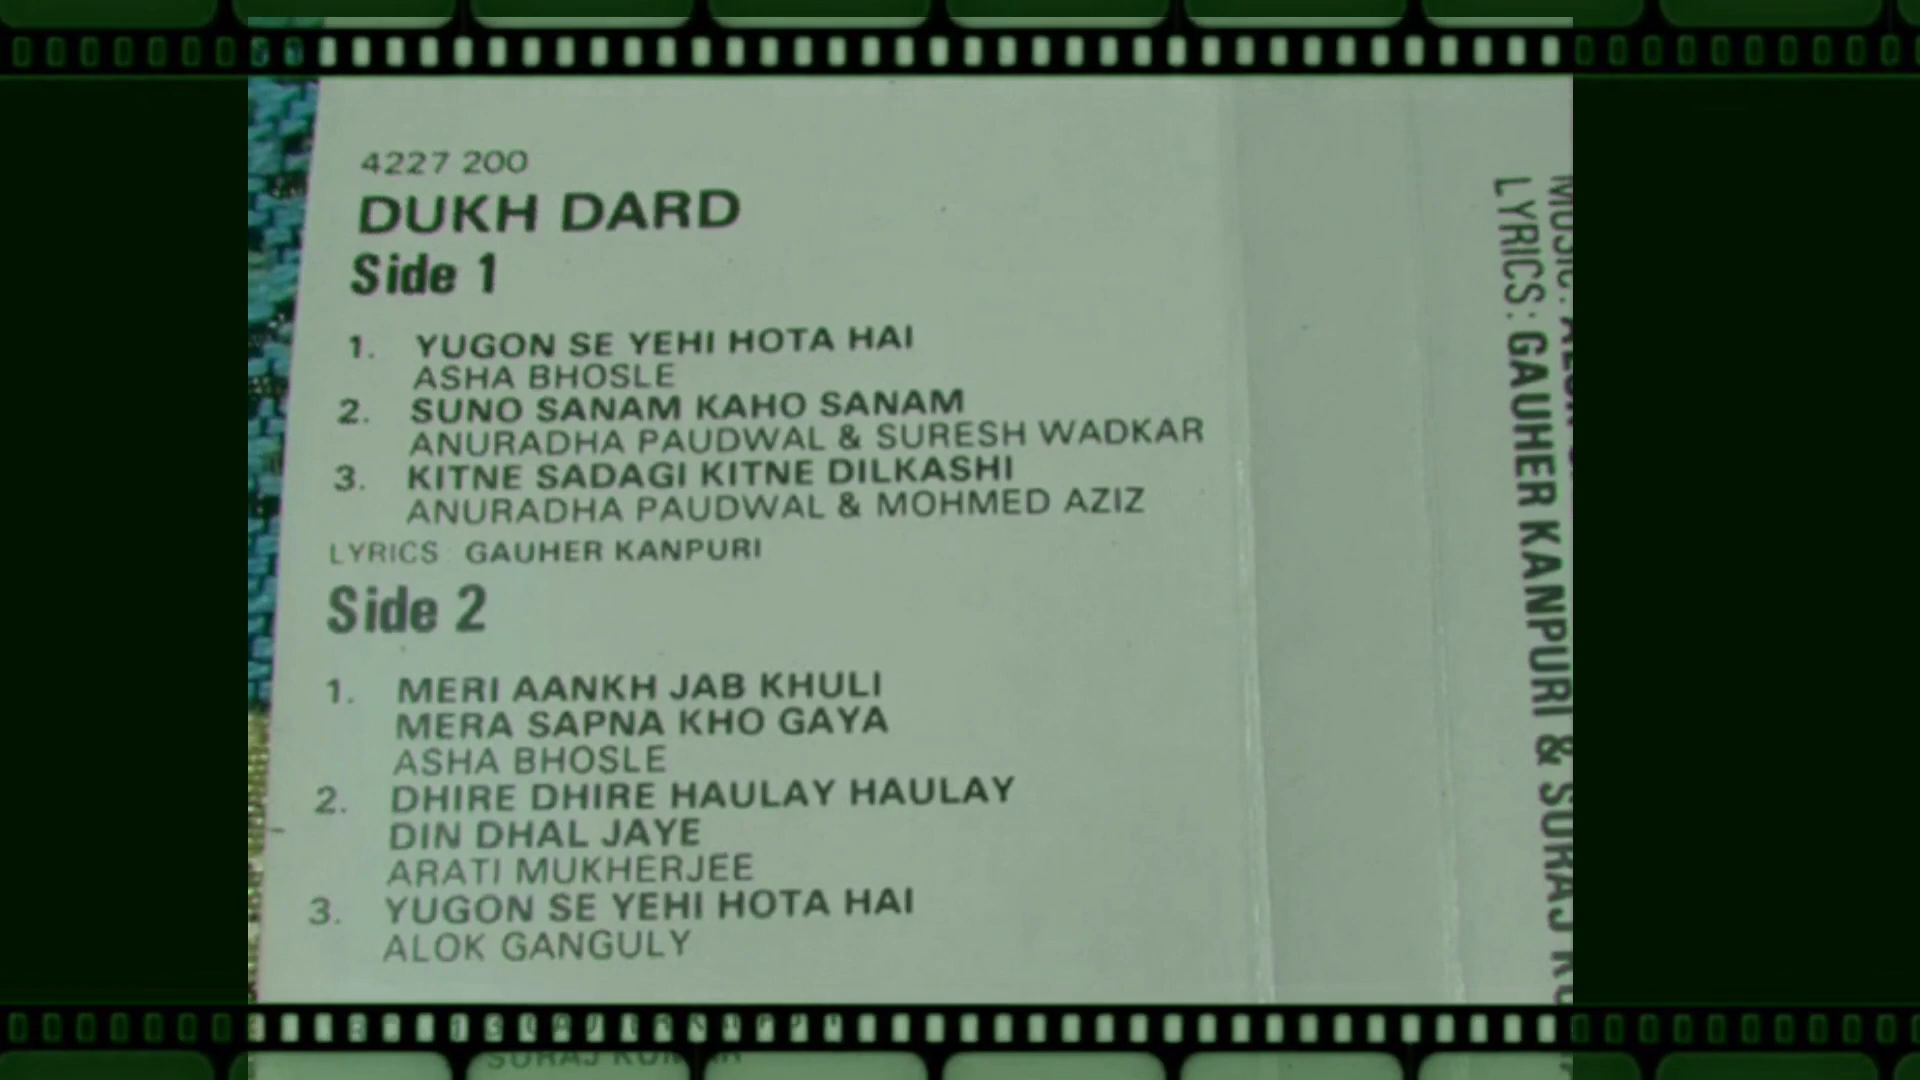 4227 200
DUKH DARD
Side 1
1. YUGON SE YEHI HOTA HAI
ASHA BHOSLE
2. SUNO SANAM KAHO SANAM
ANURADHA PAUDWAL & SURESH WADKAR
3. KITNE SADAGI KITNE DILKASHI
ANURADHA PAUDWAL & MOHMED AZIZ
LYRICS GAUHER KANPURI
Side 2
1. MERI AANKH JAB KHULI
MERA SAPNA KHO GAYA
ASHA BHOSLE
2. DHIRE DHIRE HAULAY HAULAY
DIN DHAL JAYE
ARATI MUKHERJEE
3. YUGON SE YEHI HOTA HAI
ALOK GANGULY
SURAJ
MUSIC:
LYRICS: GAUHER KANPURI & SURAJ